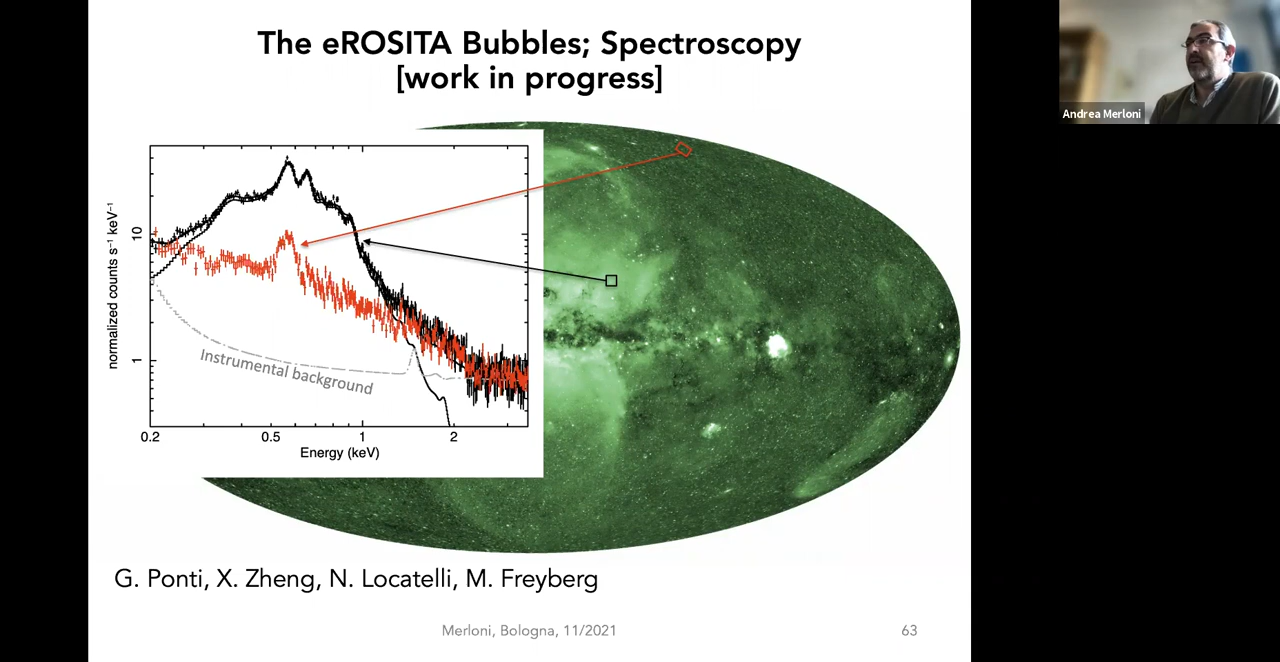 The eROSITA Bubbles; Spectroscopy
[work in progress]
Andrea Merloni
normalized counts s⁻¹ keV⁻¹
10
1
Instrumental background
0.2
0.5
1
2
Energy (keV)
G. Ponti, X. Zheng, N. Locatelli, M. Freyberg
Merloni, Bologna, 11/2021
63